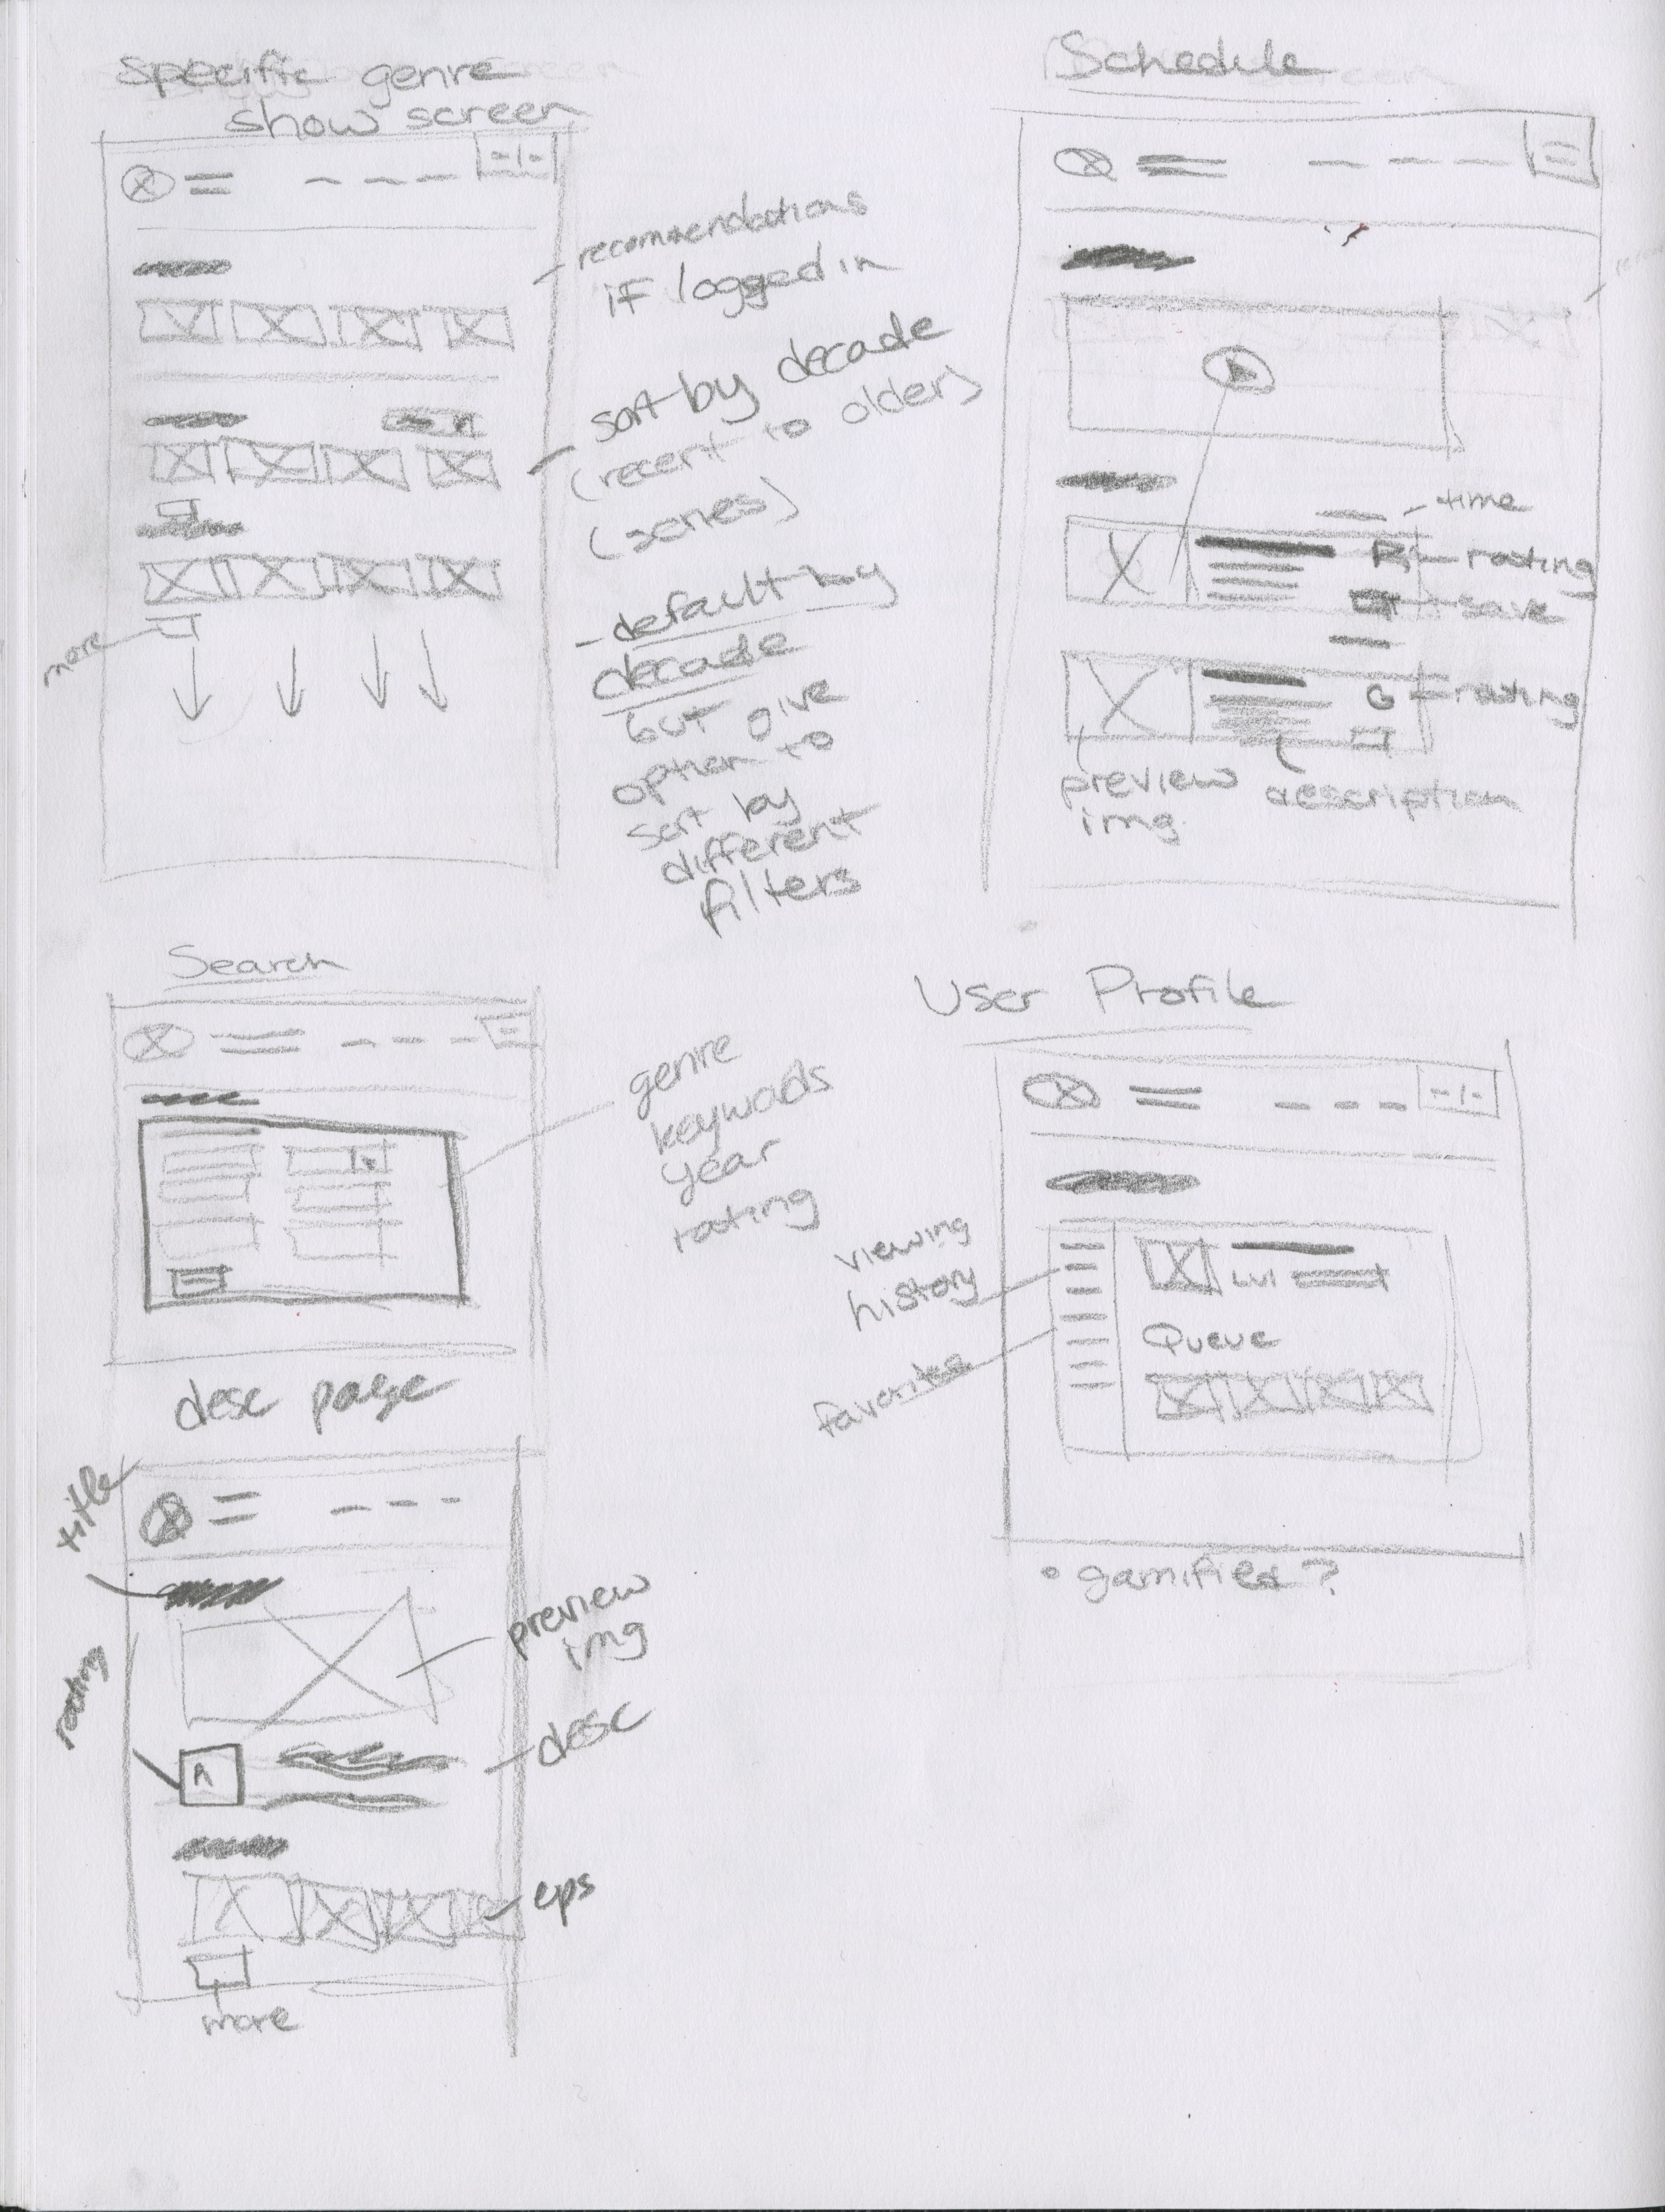 Specific genre
show screen
recommendations
if logged in
sort by decade
(recent to older)
(series)
- default by
decade
but give
option to
sort by
different
filters
more
Schedule
time
R
rating
save
G
rating
preview
img.
description
Search
genre
keywords
year
rating
User Profile
viewing
history
favorites
Lvl
Queue
• gamified?
desc page
title
preview
img
rating
desc
eps
more